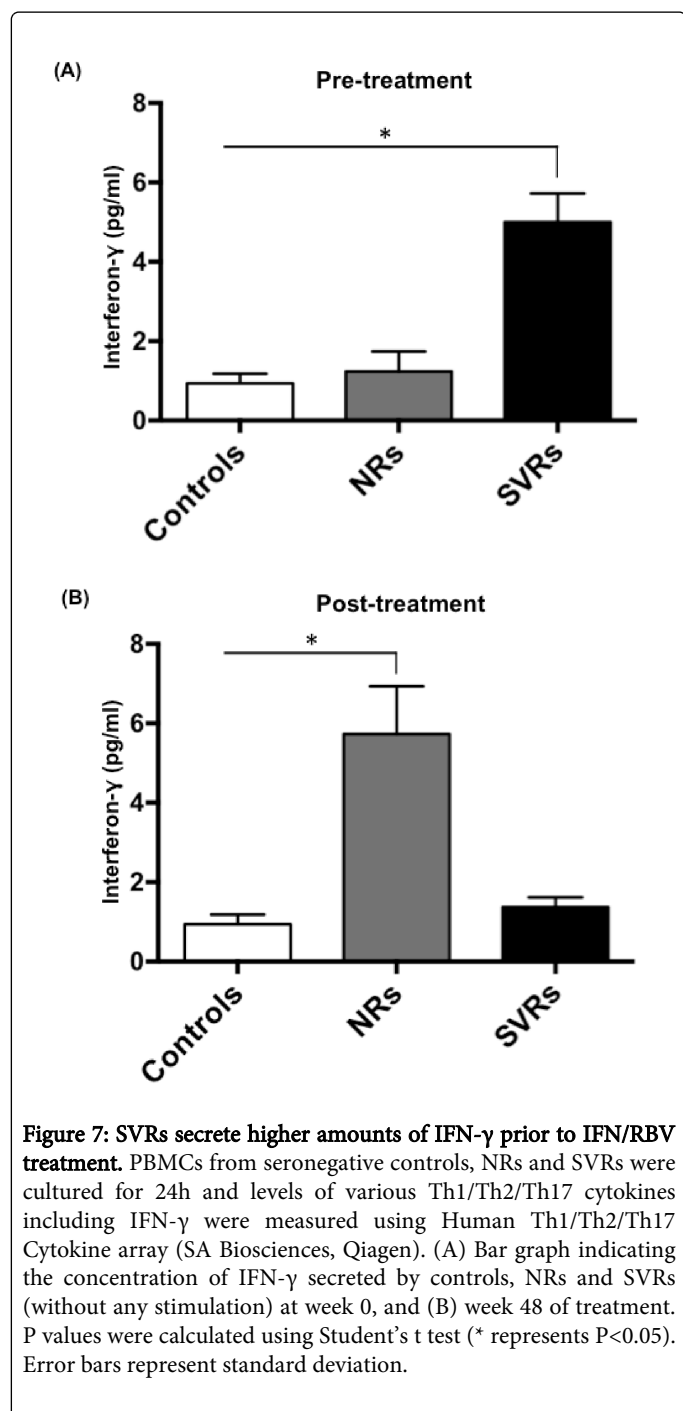 (A)
Pre-treatment
*
8
6
4
2
0
Interferon-γ (pg/ml)
Controls
NRs
SVRs
(B)
Post-treatment
*
8
6
4
2
0
Interferon-γ (pg/ml)
Controls
NRs
SVRs
Figure 7: SVRs secrete higher amounts of IFN-γ prior to IFN/RBV
treatment. PBMCs from seronegative controls, NRs and SVRs were
cultured for 24h and levels of various Th1/Th2/Th17 cytokines
including IFN-γ were measured using Human Th1/Th2/Th17
Cytokine array (SA Biosciences, Qiagen). (A) Bar graph indicating
the concentration of IFN-γ secreted by controls, NRs and SVRs
(without any stimulation) at week 0, and (B) week 48 of treatment.
P values were calculated using Student’s t test (* represents P<0.05).
Error bars represent standard deviation.